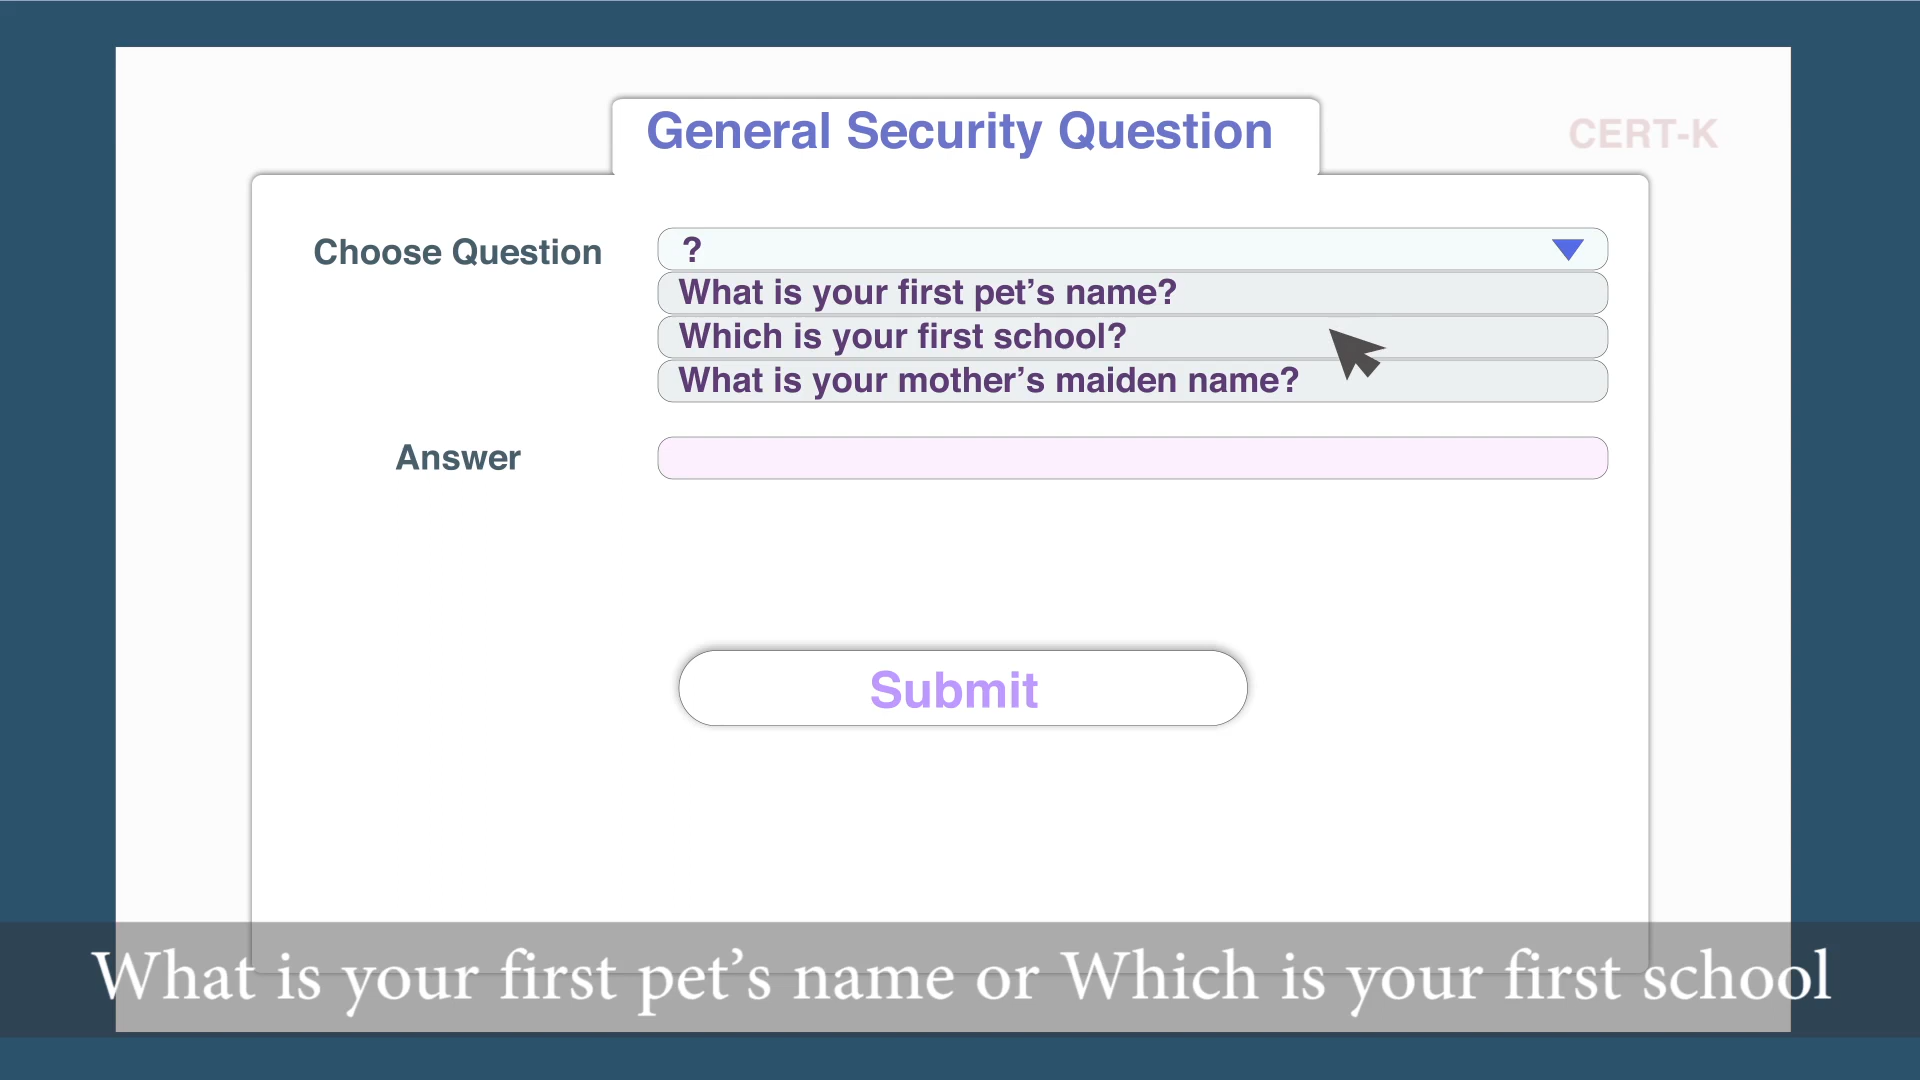 General Security Question
CERT-K
Choose Question
?
What is your first pet’s name?
Which is your first school?
What is your mother’s maiden name?
Answer
Submit
What is your first pet’s name or Which is your first school